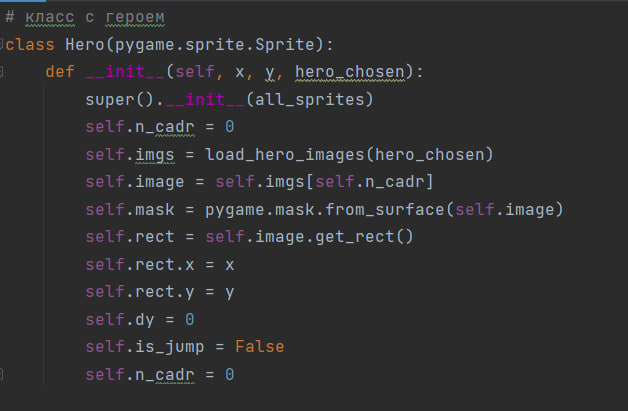 # класс с героем
class Hero(pygame.sprite.Sprite):
    def __init__(self, x, y, hero_chosen):
        super().__init__(all_sprites)
        self.n_cadr = 0
        self.imgs = load_hero_images(hero_chosen)
        self.image = self.imgs[self.n_cadr]
        self.mask = pygame.mask.from_surface(self.image)
        self.rect = self.image.get_rect()
        self.rect.x = x
        self.rect.y = y
        self.dy = 0
        self.is_jump = False
        self.n_cadr = 0